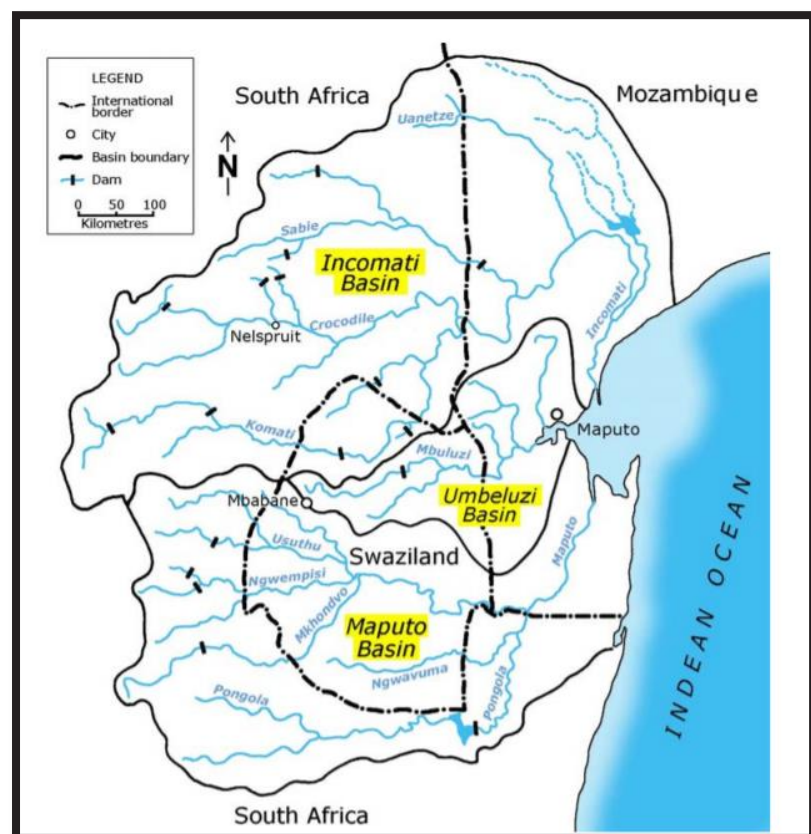 LEGEND
International
border
City
Basin boundary
Dam
0 50 100
Kilometres
South Africa
N
Mozambique
Uanetze
Sabie
Incomati
Basin
Incomati
Nelspruit
Crocodile
Komati
Mbuluzi
Maputo
Umbeluzi
Basin
Mbabane
Usuthu
Swaziland
Maputo
Ngwempisi
Mkhondvo
Maputo
Basin
Ngwavuma
Pongola
Pongola
INDEAN OCEAN
South Africa